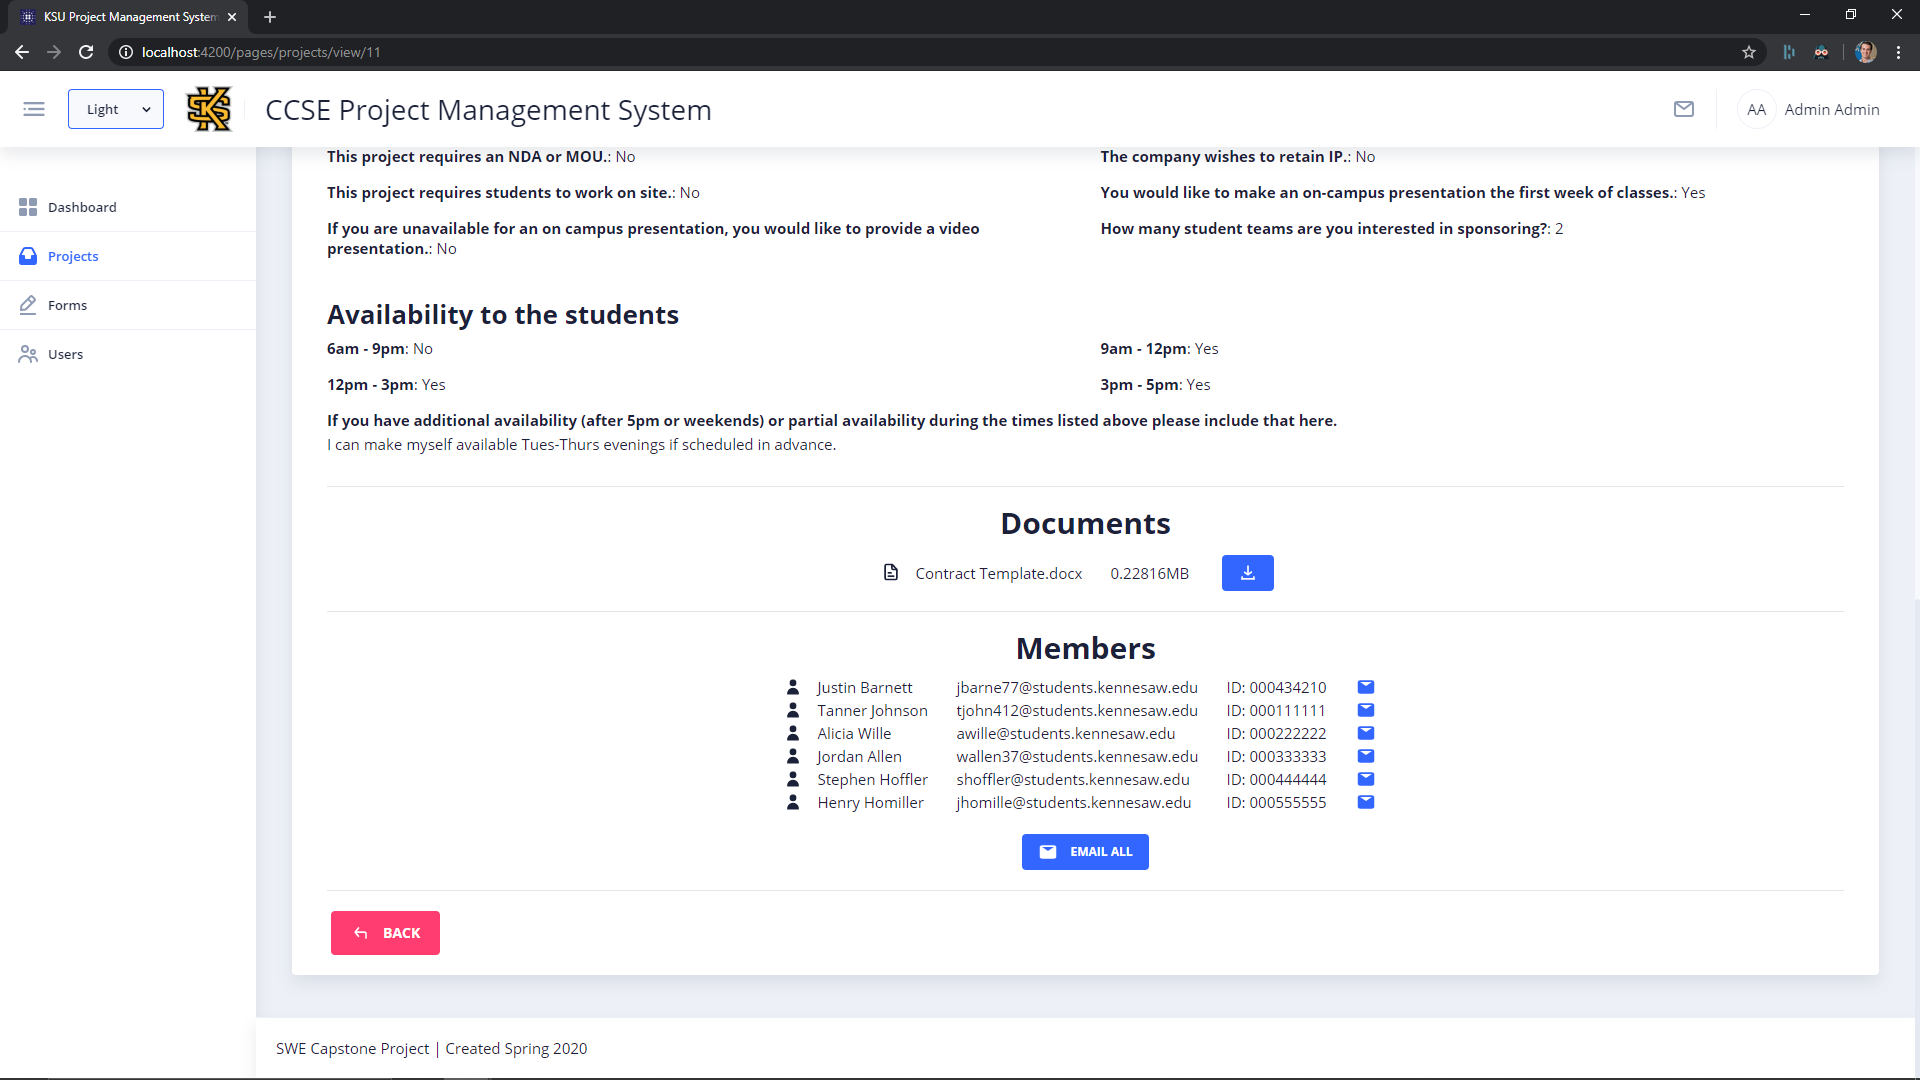 KSU Project Management System
localhost:4200/pages/projects/view/11
Light
KS
CCSE Project Management System
AA Admin Admin
Dashboard
Projects
Forms
Users
This project requires an NDA or MOU.: No
The company wishes to retain IP.: No
This project requires students to work on site.: No
You would like to make an on-campus presentation the first week of classes.: Yes
If you are unavailable for an on campus presentation, you would like to provide a video
presentation.: No
How many student teams are you interested in sponsoring?: 2
Availability to the students
6am - 9pm: No
9am - 12pm: Yes
12pm - 3pm: Yes
3pm - 5pm: Yes
If you have additional availability (after 5pm or weekends) or partial availability during the times listed above please include that here.
I can make myself available Tues-Thurs evenings if scheduled in advance.
Documents
Contract Template.docx 0.22816MB
Members
Justin Barnett jbarne77@students.kennesaw.edu ID: 000434210
Tanner Johnson tjohn412@students.kennesaw.edu ID: 000111111
Alicia Wille awille@students.kennesaw.edu ID: 000222222
Jordan Allen wallen37@students.kennesaw.edu ID: 000333333
Stephen Hoffler shoffler@students.kennesaw.edu ID: 000444444
Henry Homiller jhomille@students.kennesaw.edu ID: 000555555
EMAIL ALL
BACK
SWE Capstone Project | Created Spring 2020